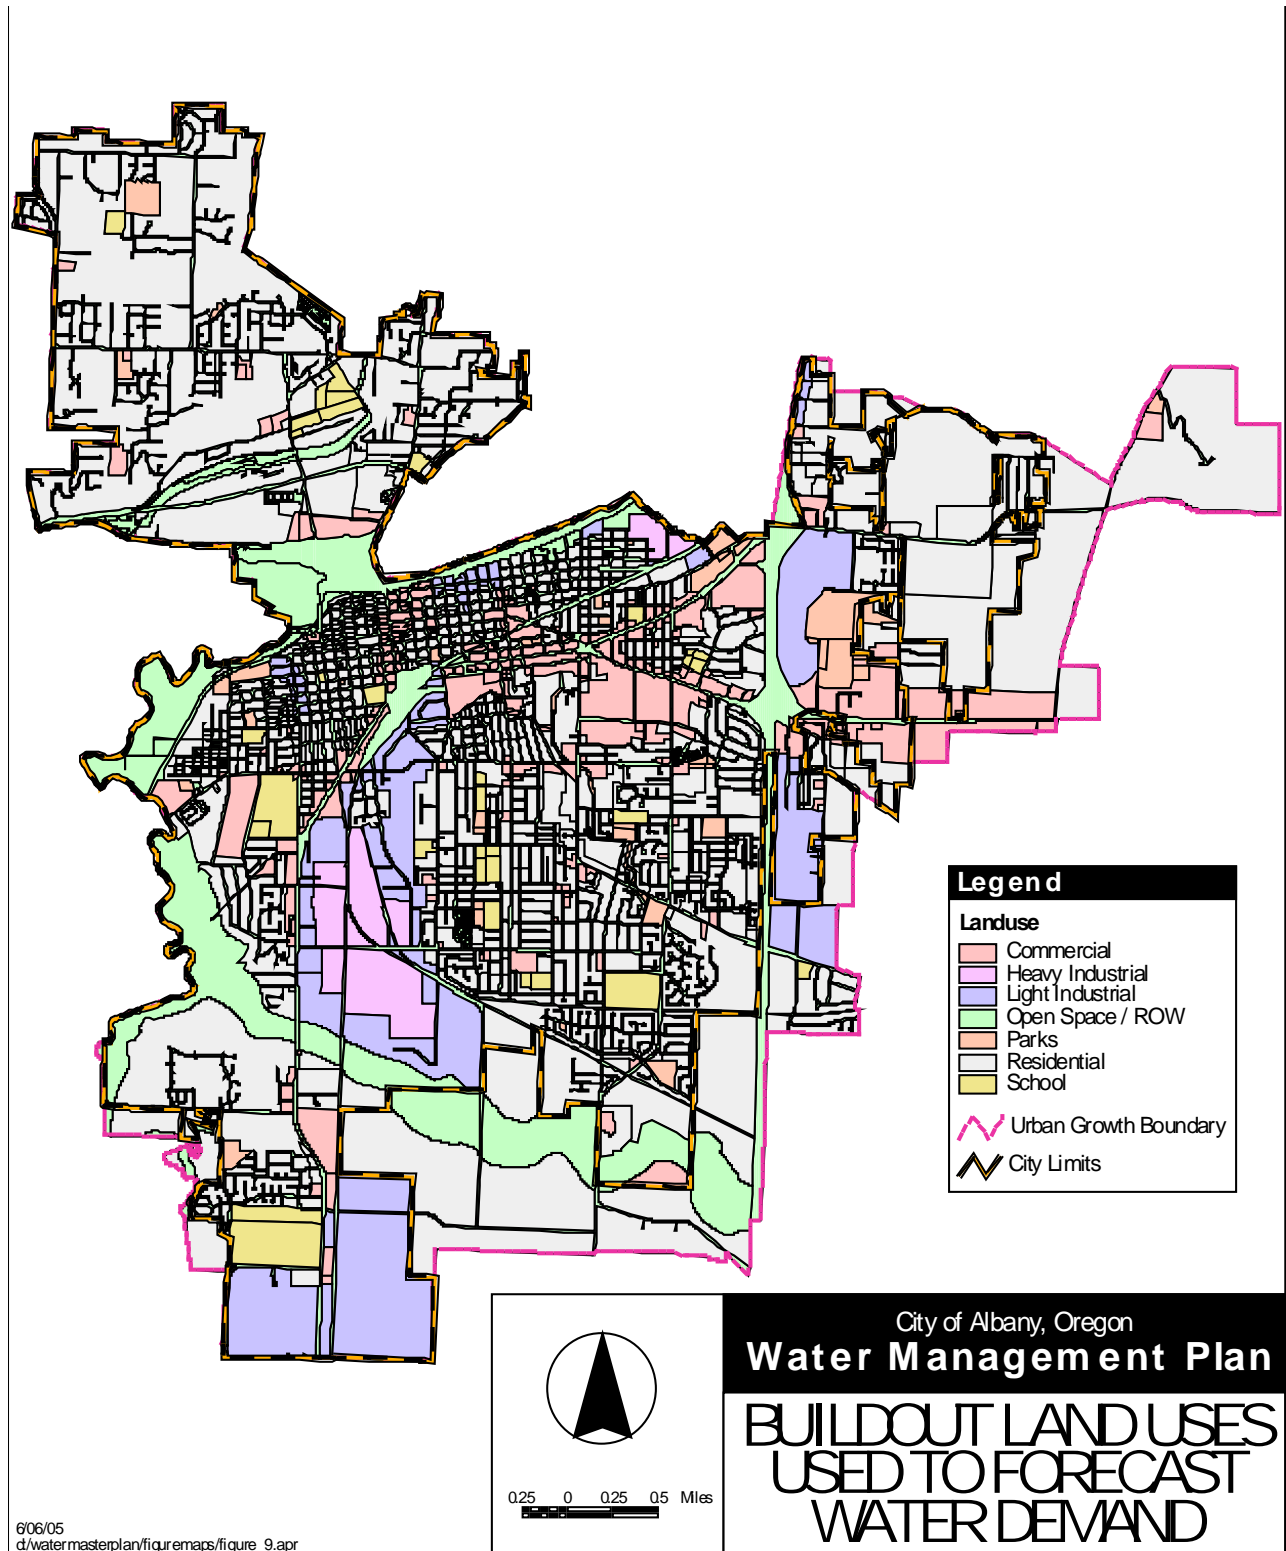 Legend
Landuse
Commercial
Heavy Industrial
Light Industrial
Open Space / ROW
Parks
Residential
School
Urban Growth Boundary
City Limits
City of Albany, Oregon
Water Management Plan
BUILDOUT LAND USES
USED TO FORECAST
WATER DEMAND
0.25 0 0.25 0.5 Miles
6/06/05
d:/watermasterplan/figuremaps/figure_9.apr